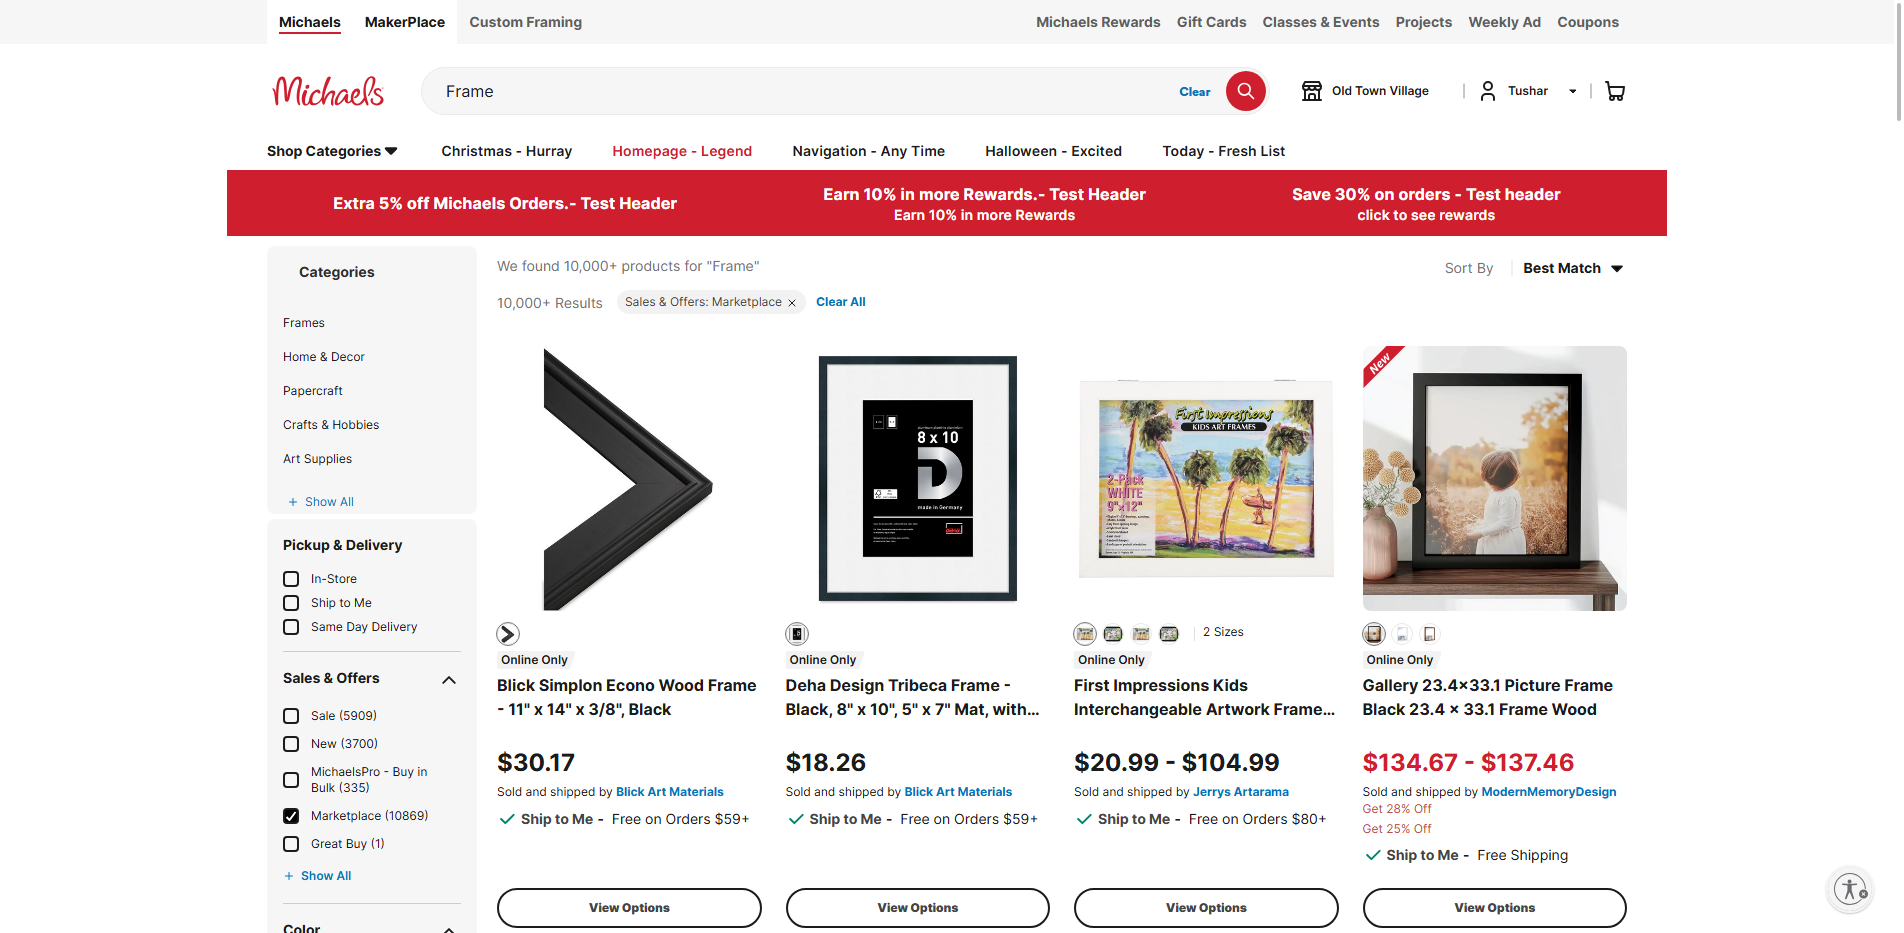 Michaels
MakerPlace
Custom Framing
Michaels Rewards
Gift Cards
Classes & Events
Projects
Weekly Ad
Coupons
Michaels
Frame
Clear
Old Town Village
Tushar
Shop Categories
Christmas - Hurray
Homepage - Legend
Navigation - Any Time
Halloween - Excited
Today - Fresh List
Extra 5% off Michaels Orders.- Test Header
Earn 10% in more Rewards.- Test Header
Earn 10% in more Rewards
Save 30% on orders - Test header
click to see rewards
Categories
Frames
Home & Decor
Papercraft
Crafts & Hobbies
Art Supplies
+ Show All
Pickup & Delivery
In-Store
Ship to Me
Same Day Delivery
Sales & Offers
Sale (5909)
New (3700)
MichaelsPro - Buy in
Bulk (335)
Marketplace (10869)
Great Buy (1)
+ Show All
Color
We found 10,000+ products for "Frame"
Sort By
Best Match
10,000+ Results
Sales & Offers: Marketplace ×
Clear All
Online Only
Blick Simplon Econo Wood Frame
- 11" x 14" x 3/8", Black
$30.17
Sold and shipped by Blick Art Materials
Ship to Me - Free on Orders $59+
View Options
8 x 10
D
made in Germany
Online Only
Deha Design Tribeca Frame -
Black, 8" x 10", 5" x 7" Mat, with...
$18.26
Sold and shipped by Blick Art Materials
Ship to Me - Free on Orders $59+
View Options
First Impressions
KIDS ART FRAMES
2-Pack
WHITE
9"x12"
2 Sizes
Online Only
First Impressions Kids
Interchangeable Artwork Frame...
$20.99 - $104.99
Sold and shipped by Jerrys Artarama
Ship to Me - Free on Orders $80+
View Options
New
Online Only
Gallery 23.4x33.1 Picture Frame
Black 23.4 x 33.1 Frame Wood
$134.67 - $137.46
Sold and shipped by ModernMemoryDesign
Get 28% Off
Get 25% Off
Ship to Me - Free Shipping
View Options